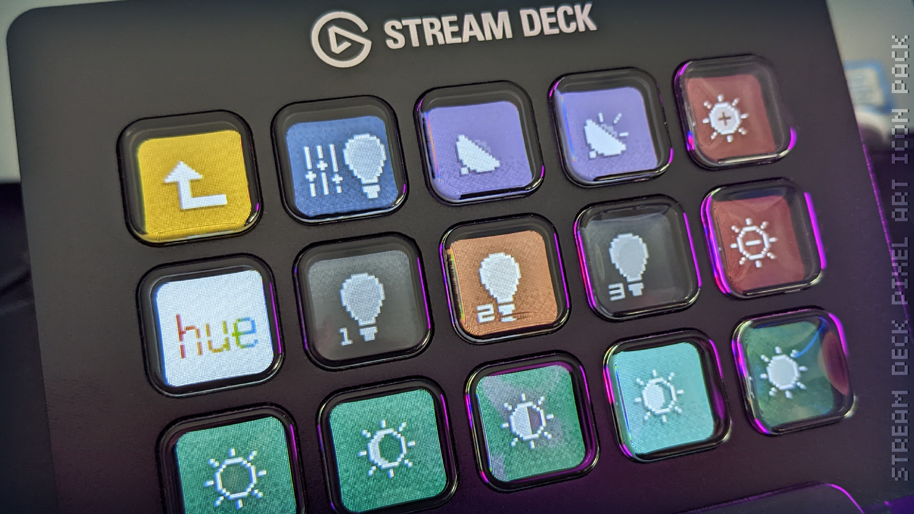 STREAM DECK
hue
1
2
3
STREAM DECK PIXEL ART ICON PACK